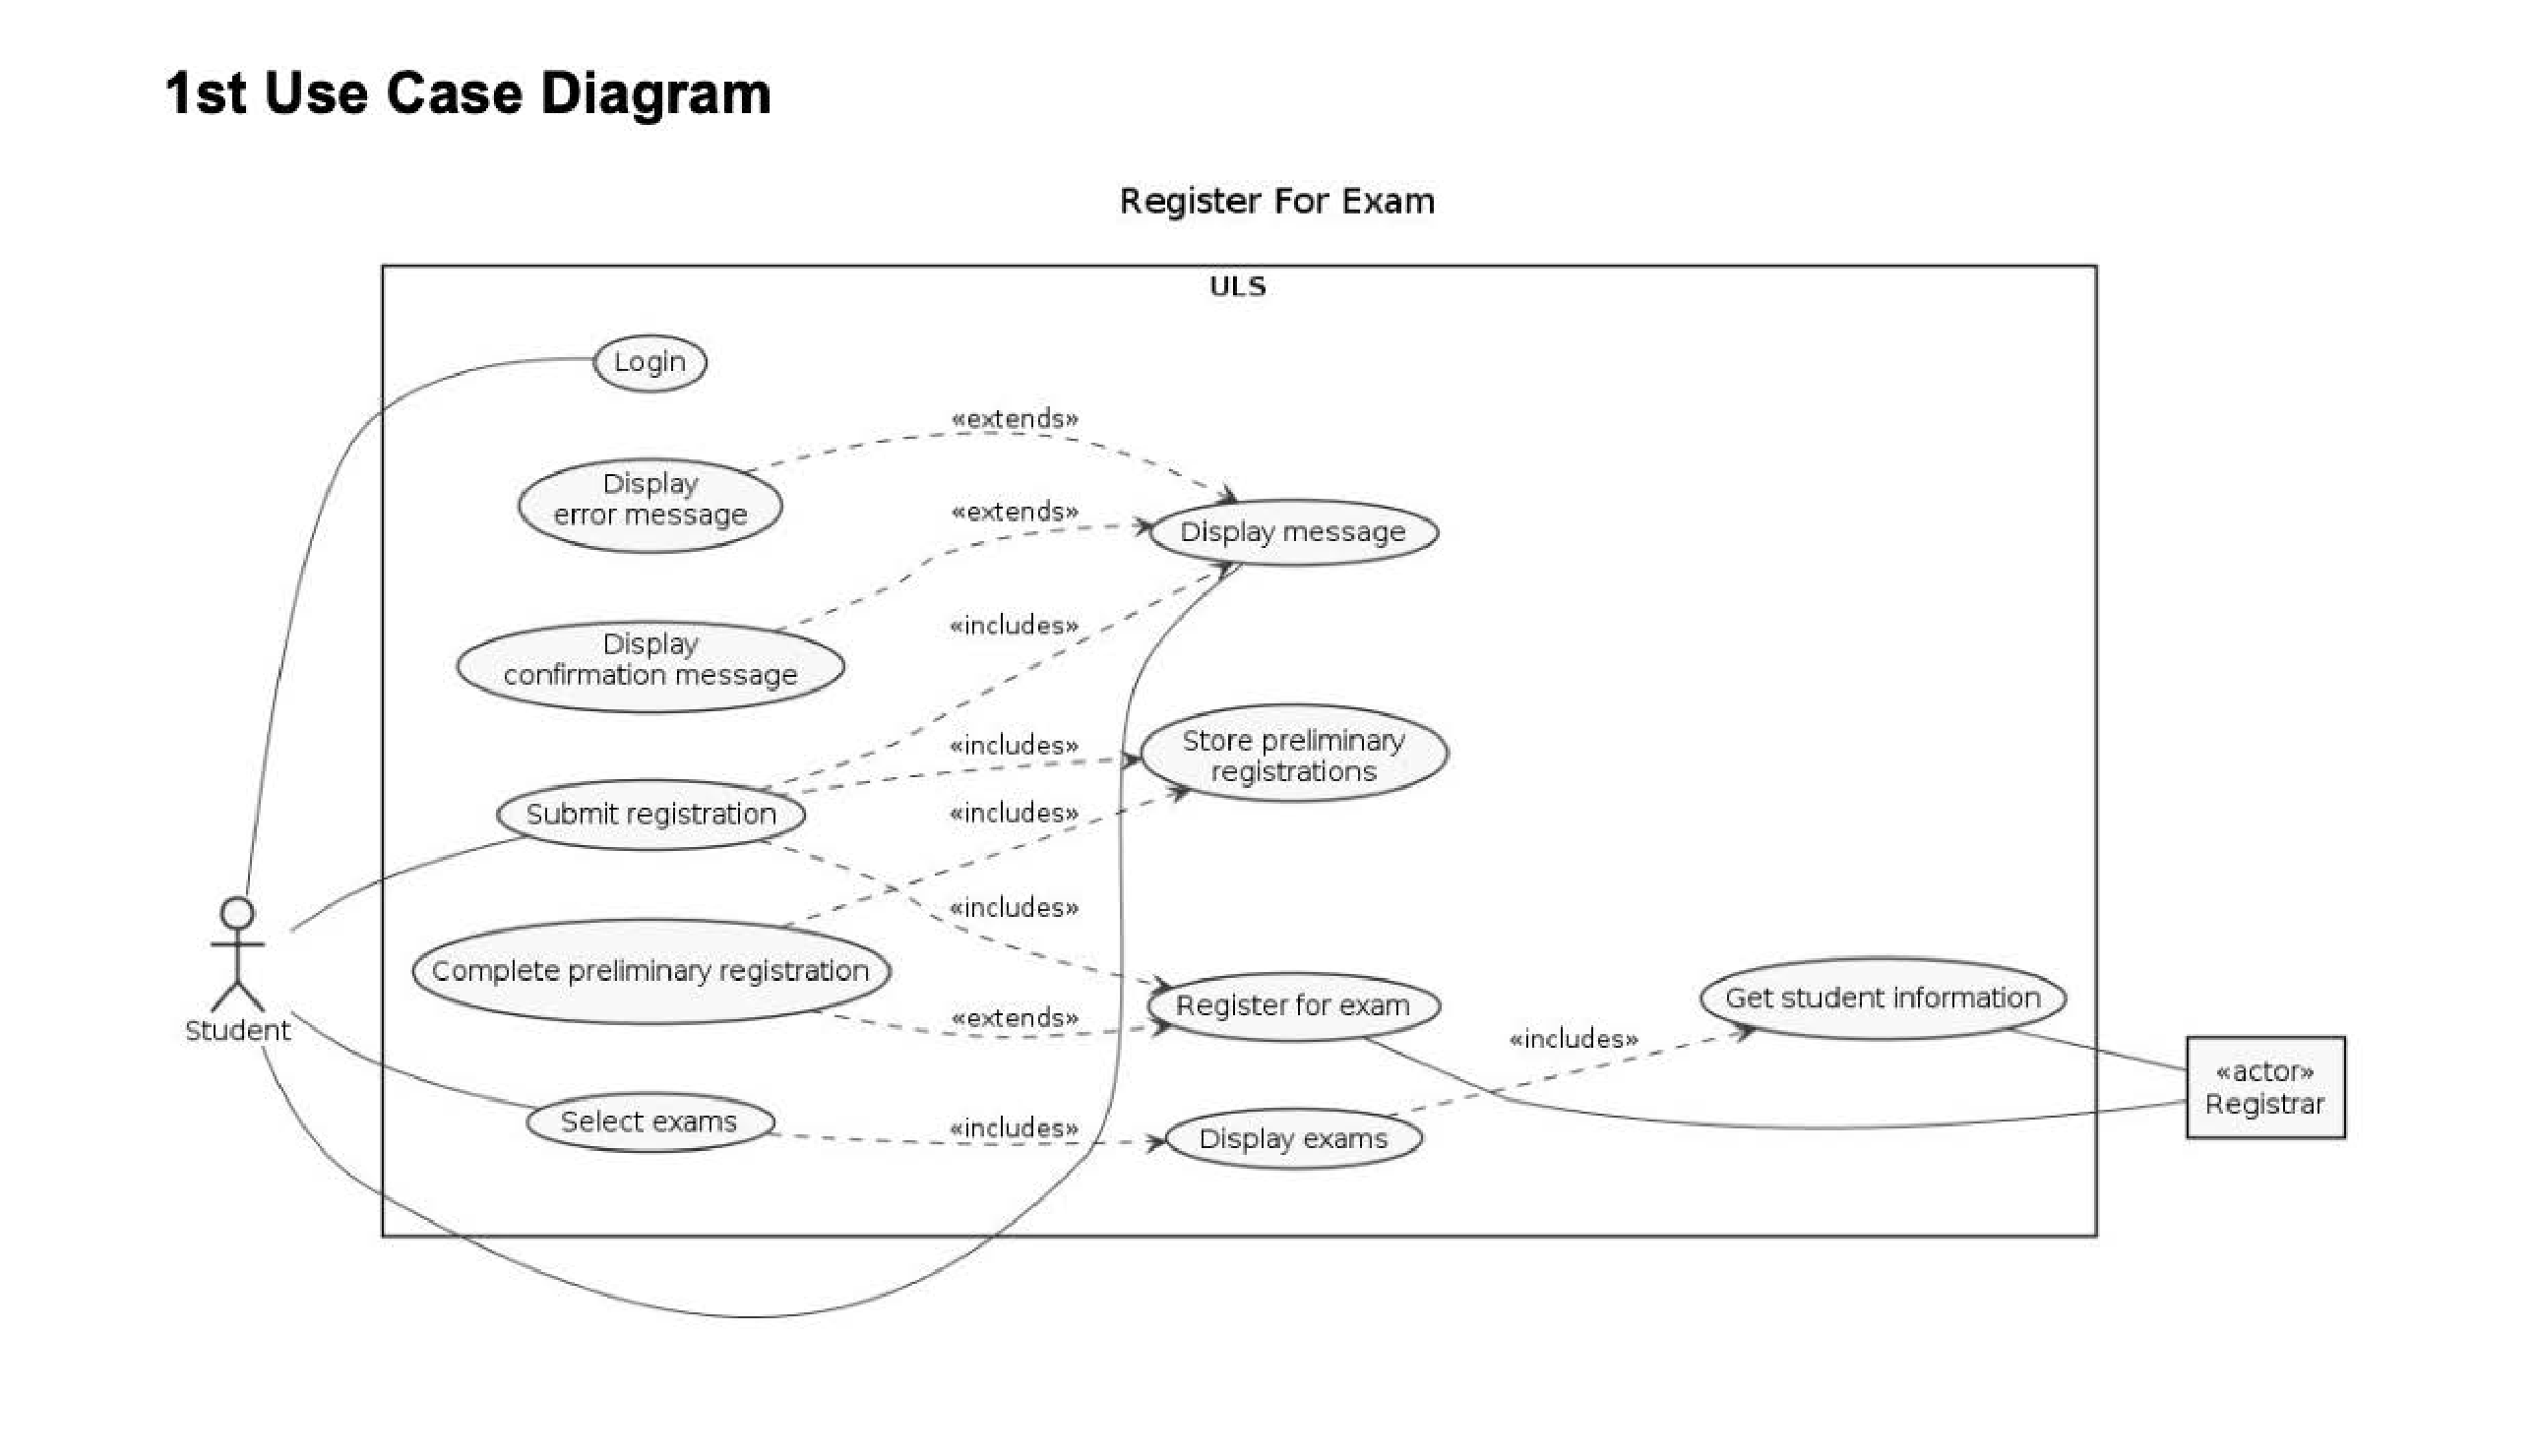 1st Use Case Diagram
Register For Exam
ULS
Login
«extends»
Display
error message
«extends»
Display message
«includes»
Display
confirmation message
«includes»
Store preliminary
registrations
Submit registration
«includes»
«includes»
Complete preliminary registration
Register for exam
Get student information
«extends»
Student
«includes»
«actor»
Registrar
Select exams
«includes»
Display exams